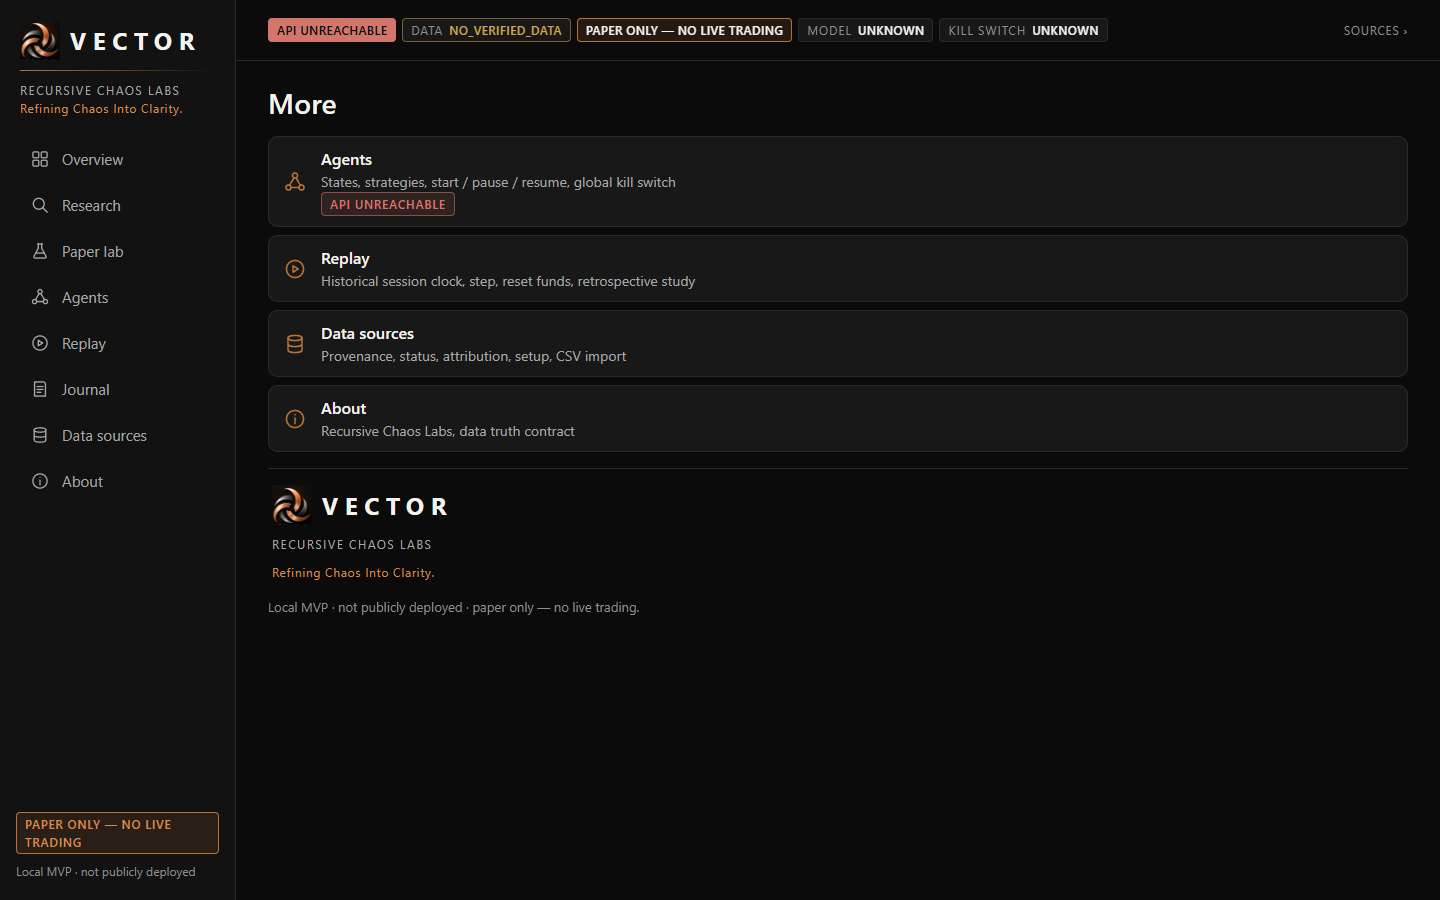 VECTOR
RECURSIVE CHAOS LABS
Refining Chaos Into Clarity.
Overview
Research
Paper lab
Agents
Replay
Journal
Data sources
About
PAPER ONLY — NO LIVE
TRADING
Local MVP · not publicly deployed
API UNREACHABLE
DATA NO_VERIFIED_DATA
PAPER ONLY — NO LIVE TRADING
MODEL UNKNOWN
KILL SWITCH UNKNOWN
SOURCES ›
More
Agents
States, strategies, start / pause / resume, global kill switch
API UNREACHABLE
Replay
Historical session clock, step, reset funds, retrospective study
Data sources
Provenance, status, attribution, setup, CSV import
About
Recursive Chaos Labs, data truth contract
VECTOR
RECURSIVE CHAOS LABS
Refining Chaos Into Clarity.
Local MVP · not publicly deployed · paper only — no live trading.